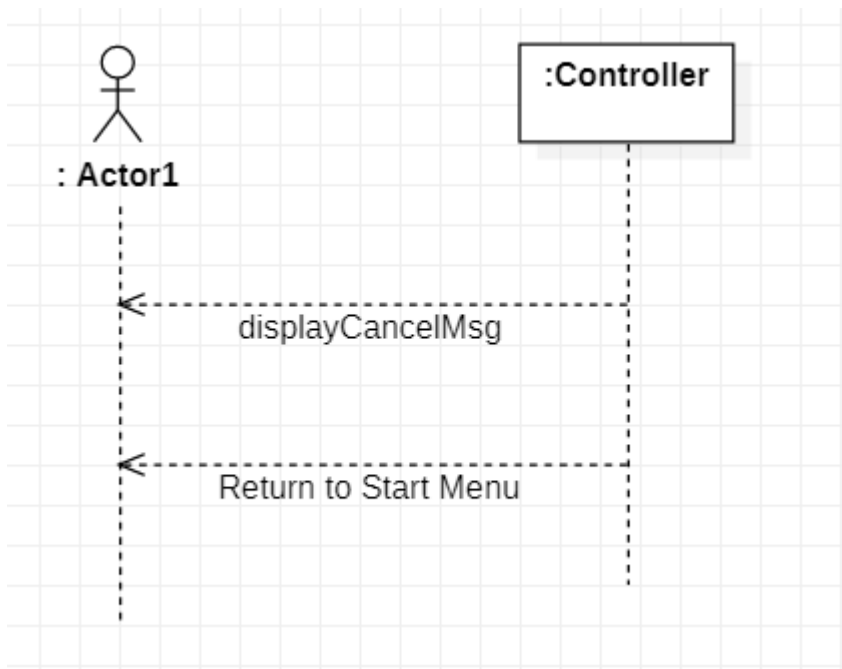 :Controller
: Actor1
displayCancelMsg
Return to Start Menu